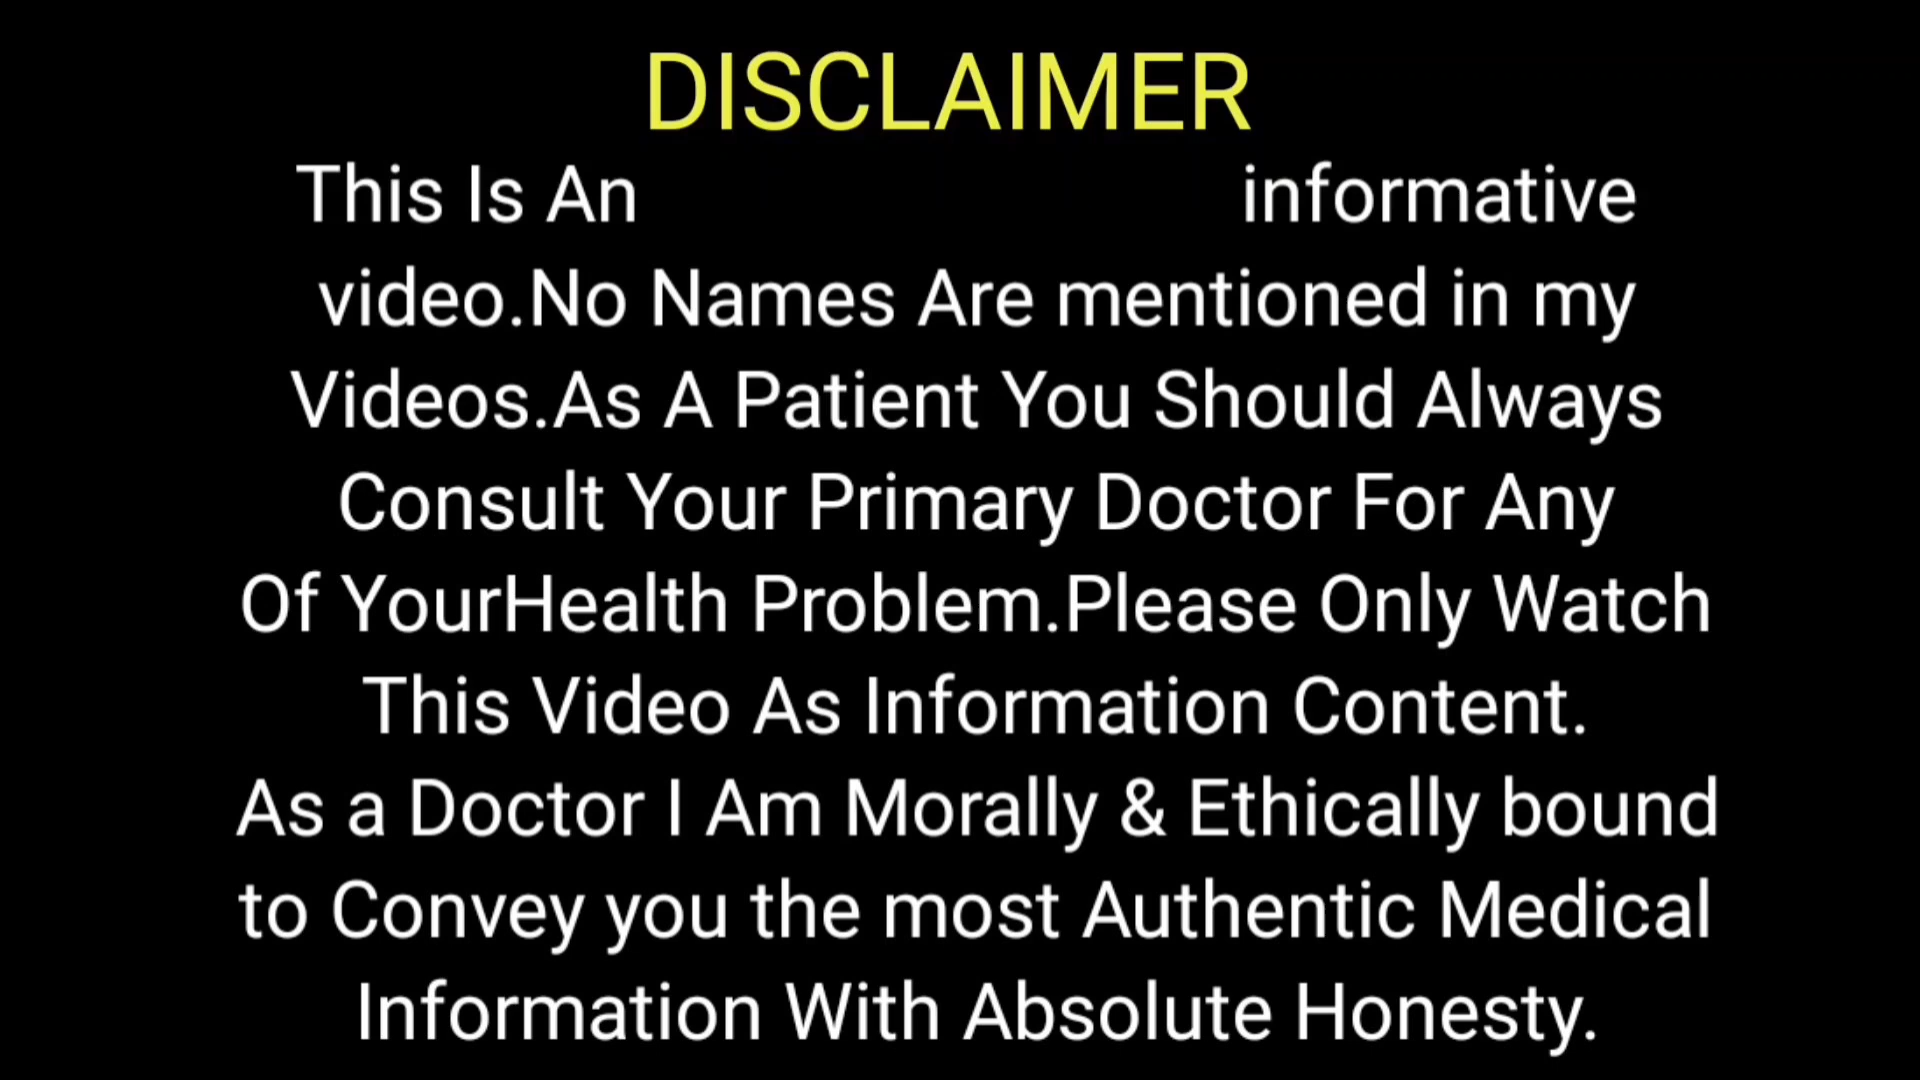 DISCLAIMER
This Is An informative
video.No Names Are mentioned in my
Videos.As A Patient You Should Always
Consult Your Primary Doctor For Any
Of YourHealth Problem.Please Only Watch
This Video As Information Content.
As a Doctor I Am Morally & Ethically bound
to Convey you the most Authentic Medical
Information With Absolute Honesty.